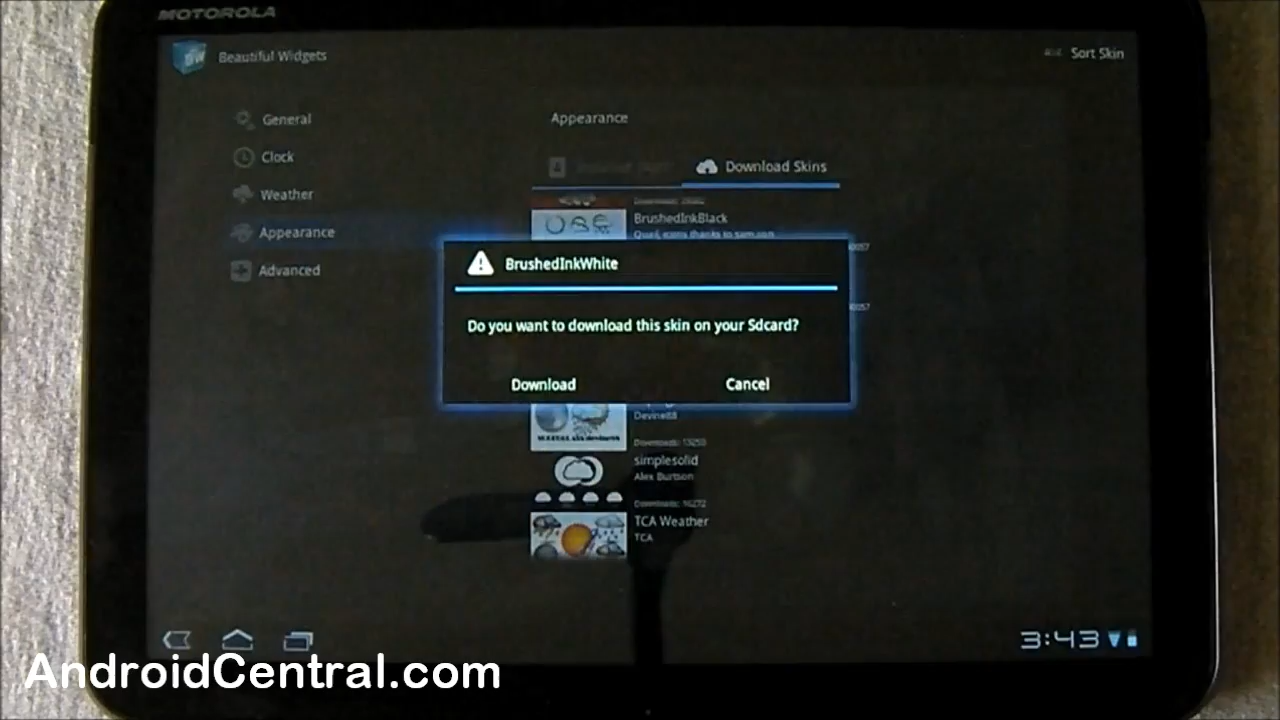 MOTOROLA
Beautiful Widgets
Sort Skin
General
Clock
Weather
Appearance
Advanced
Appearance
Download Skins
BrushedInkBlack
BrushedInkWhite
Do you want to download this skin on your Sdcard?
Download
Cancel
Devine88
simplesolid
Alex Burtson
TCA Weather
TCA
3:43
AndroidCentral.com